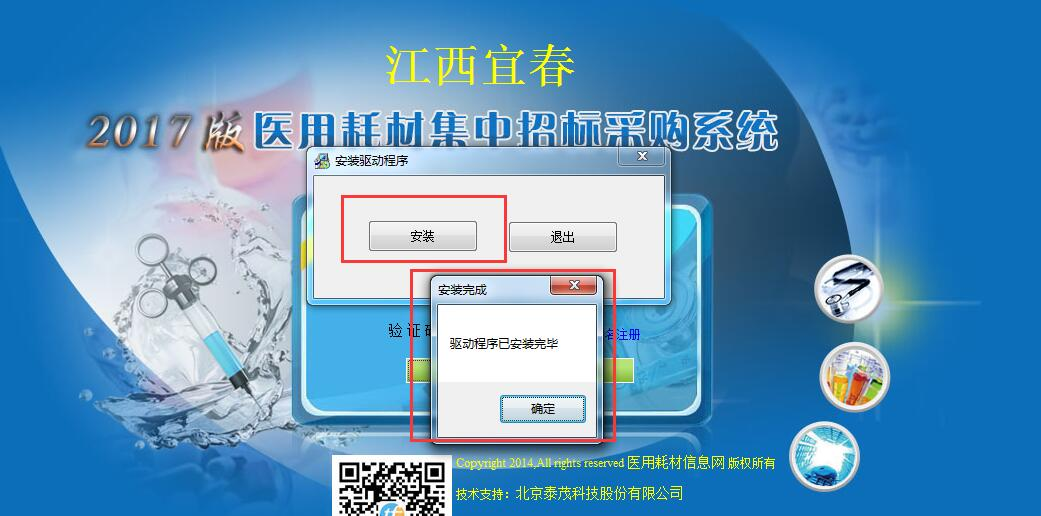 江西宜春
2017版医用耗材集中招标采购系统
安装驱动程序
安装
退出
安装完成
驱动程序已安装完毕
验证
名注册
确定
Copyright 2014,All rights reserved 医用耗材信息网 版权所有
技术支持：北京泰茂科技股份有限公司